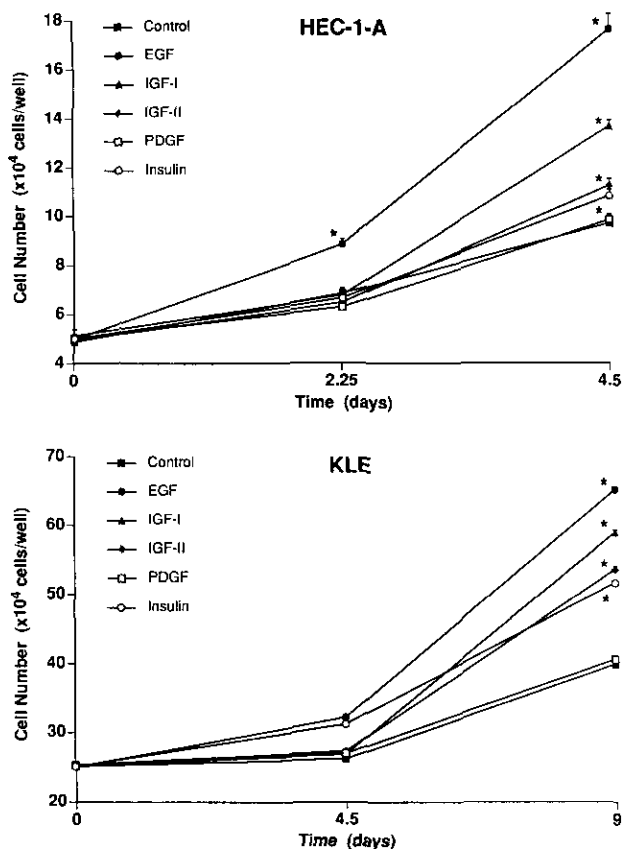 HEC-1-A
Control
EGF
IGF-I
IGF-II
PDGF
Insulin
Cell Number (x10⁴ cells/well)
18
16
14
12
10
8
6
4
* * * * *
0 2.25 4.5
Time (days)
KLE
Control
EGF
IGF-I
IGF-II
PDGF
Insulin
Cell Number (x10⁴ cells/well)
70
60
50
40
30
20
* * * *
0 4.5 9
Time (days)